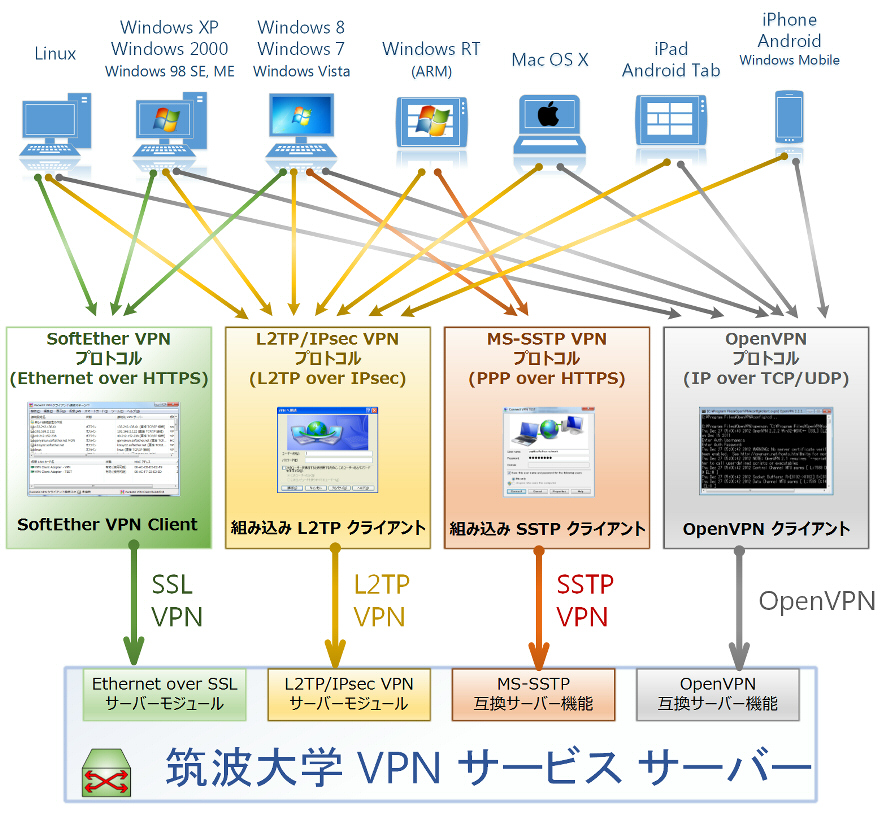 Linux
Windows XP
Windows 2000
Windows 98 SE, ME
Windows 8
Windows 7
Windows Vista
Windows RT
(ARM)
Mac OS X
iPad
Android Tab
iPhone
Android
Windows Mobile
SoftEther VPN
プロトコル
(Ethernet over HTTPS)
SoftEther VPN Client
L2TP/IPsec VPN
プロトコル
(L2TP over IPsec)
組み込み L2TP クライアント
MS-SSTP VPN
プロトコル
(PPP over HTTPS)
組み込み SSTP クライアント
OpenVPN
プロトコル
(IP over TCP/UDP)
OpenVPN クライアント
SSL
VPN
L2TP
VPN
SSTP
VPN
OpenVPN
Ethernet over SSL
サーバーモジュール
L2TP/IPsec VPN
サーバーモジュール
MS-SSTP
互換サーバー機能
OpenVPN
互換サーバー機能
筑波大学 VPN サービス サーバー